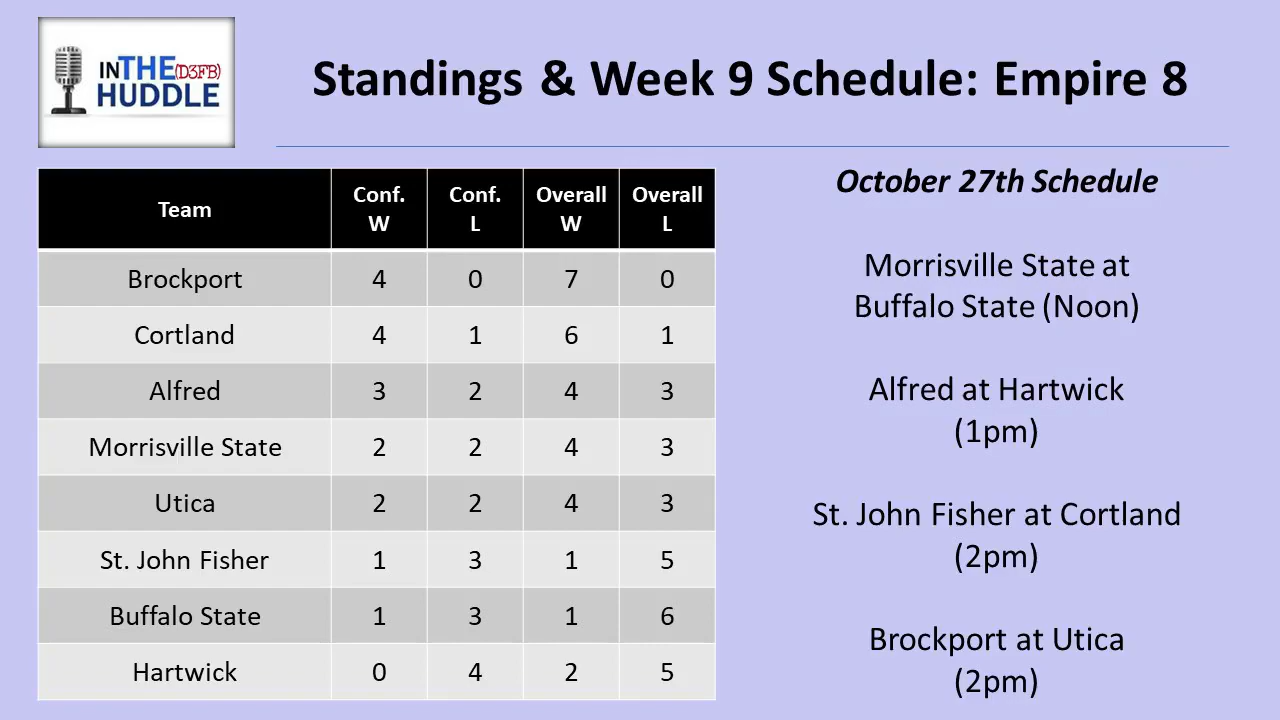 IN THE (D3FB)
HUDDLE
Standings & Week 9 Schedule: Empire 8
Team Conf. W Conf. L Overall W Overall L
Brockport 4 0 7 0
Cortland 4 1 6 1
Alfred 3 2 4 3
Morrisville State 2 2 4 3
Utica 2 2 4 3
St. John Fisher 1 3 1 5
Buffalo State 1 3 1 6
Hartwick 0 4 2 5
October 27th Schedule
Morrisville State at
Buffalo State (Noon)
Alfred at Hartwick
(1pm)
St. John Fisher at Cortland
(2pm)
Brockport at Utica
(2pm)